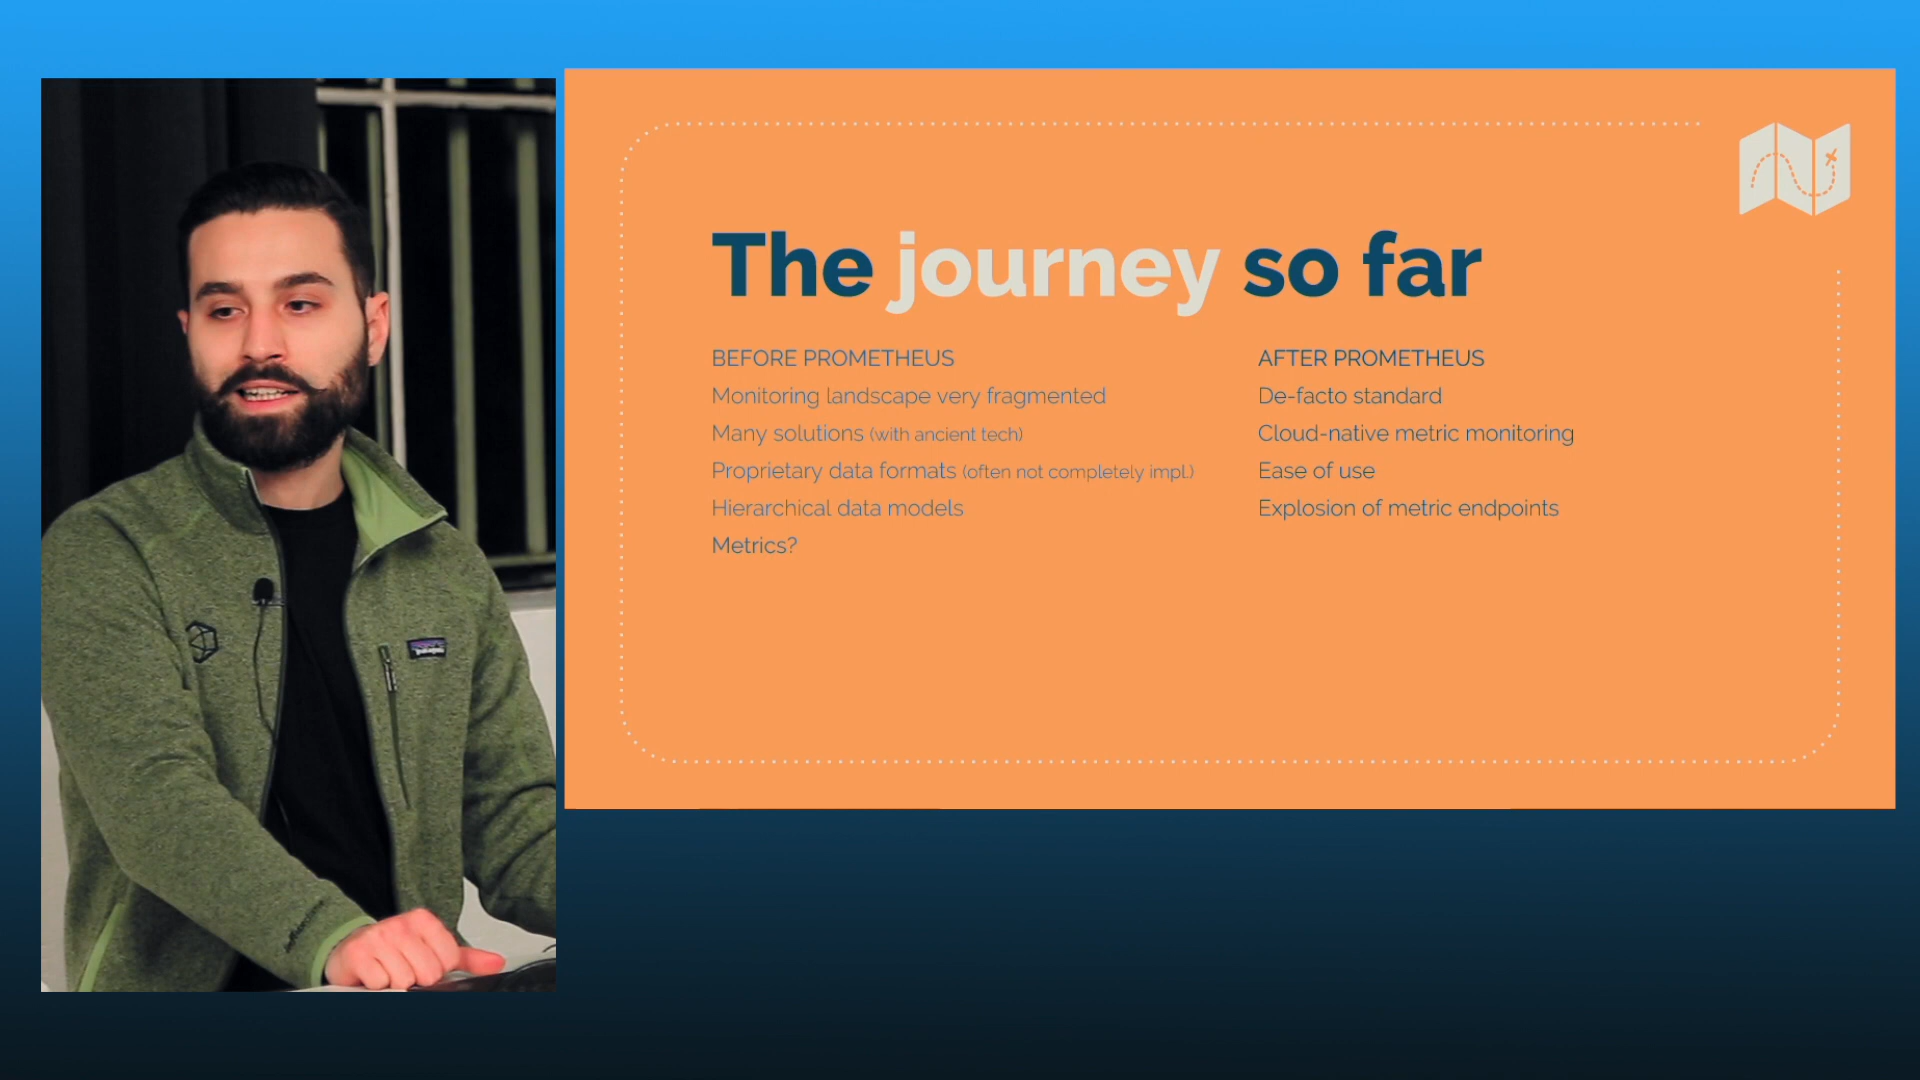 The journey so far
BEFORE PROMETHEUS
Monitoring landscape very fragmented
Many solutions (with ancient tech)
Proprietary data formats (often not completely impl.)
Hierarchical data models
Metrics?
AFTER PROMETHEUS
De-facto standard
Cloud-native metric monitoring
Ease of use
Explosion of metric endpoints